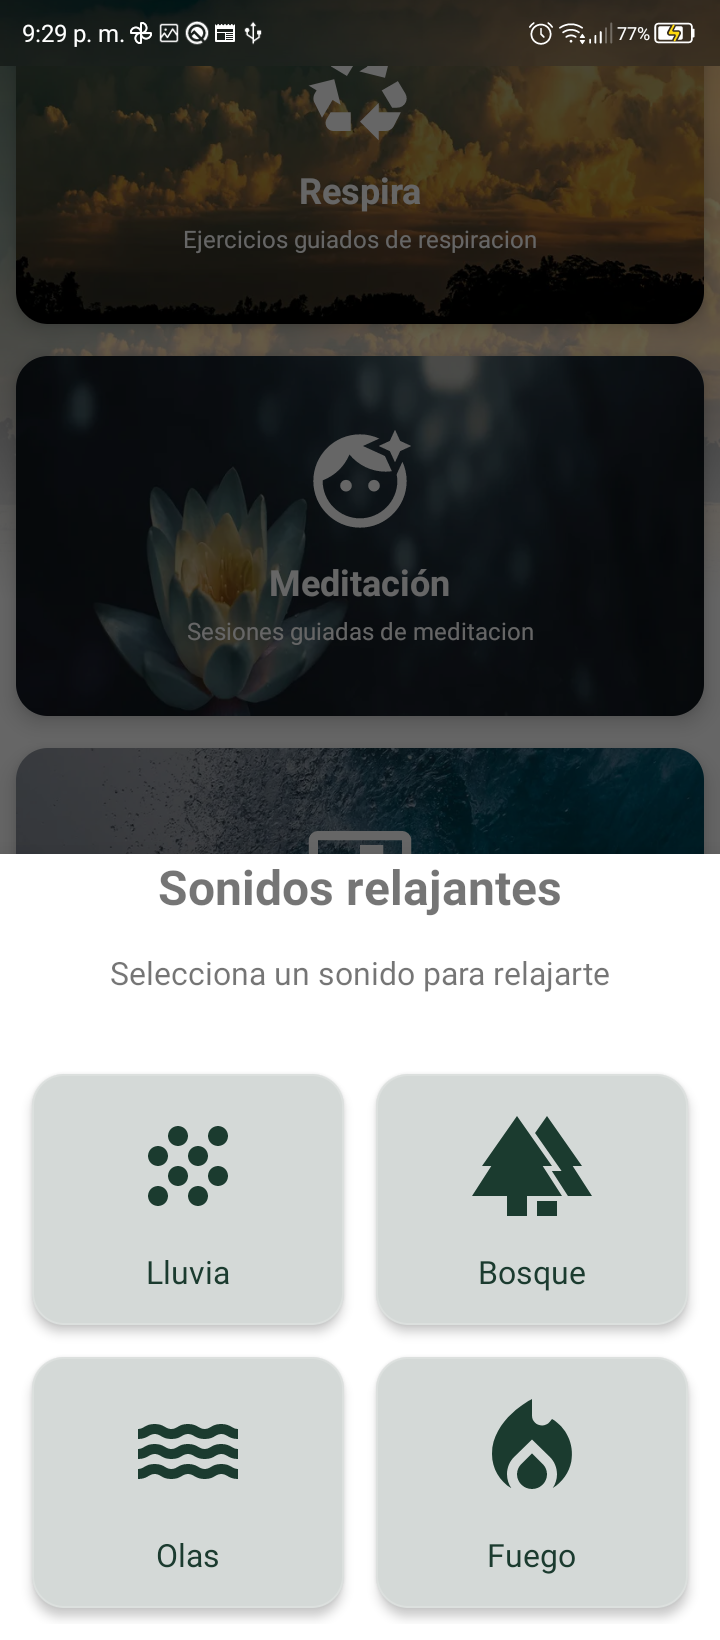 9:29 p. m.
77%
Respira
Ejercicios guiados de respiracion
Meditación
Sesiones guiadas de meditacion
Sonidos relajantes
Selecciona un sonido para relajarte
Lluvia
Bosque
Olas
Fuego